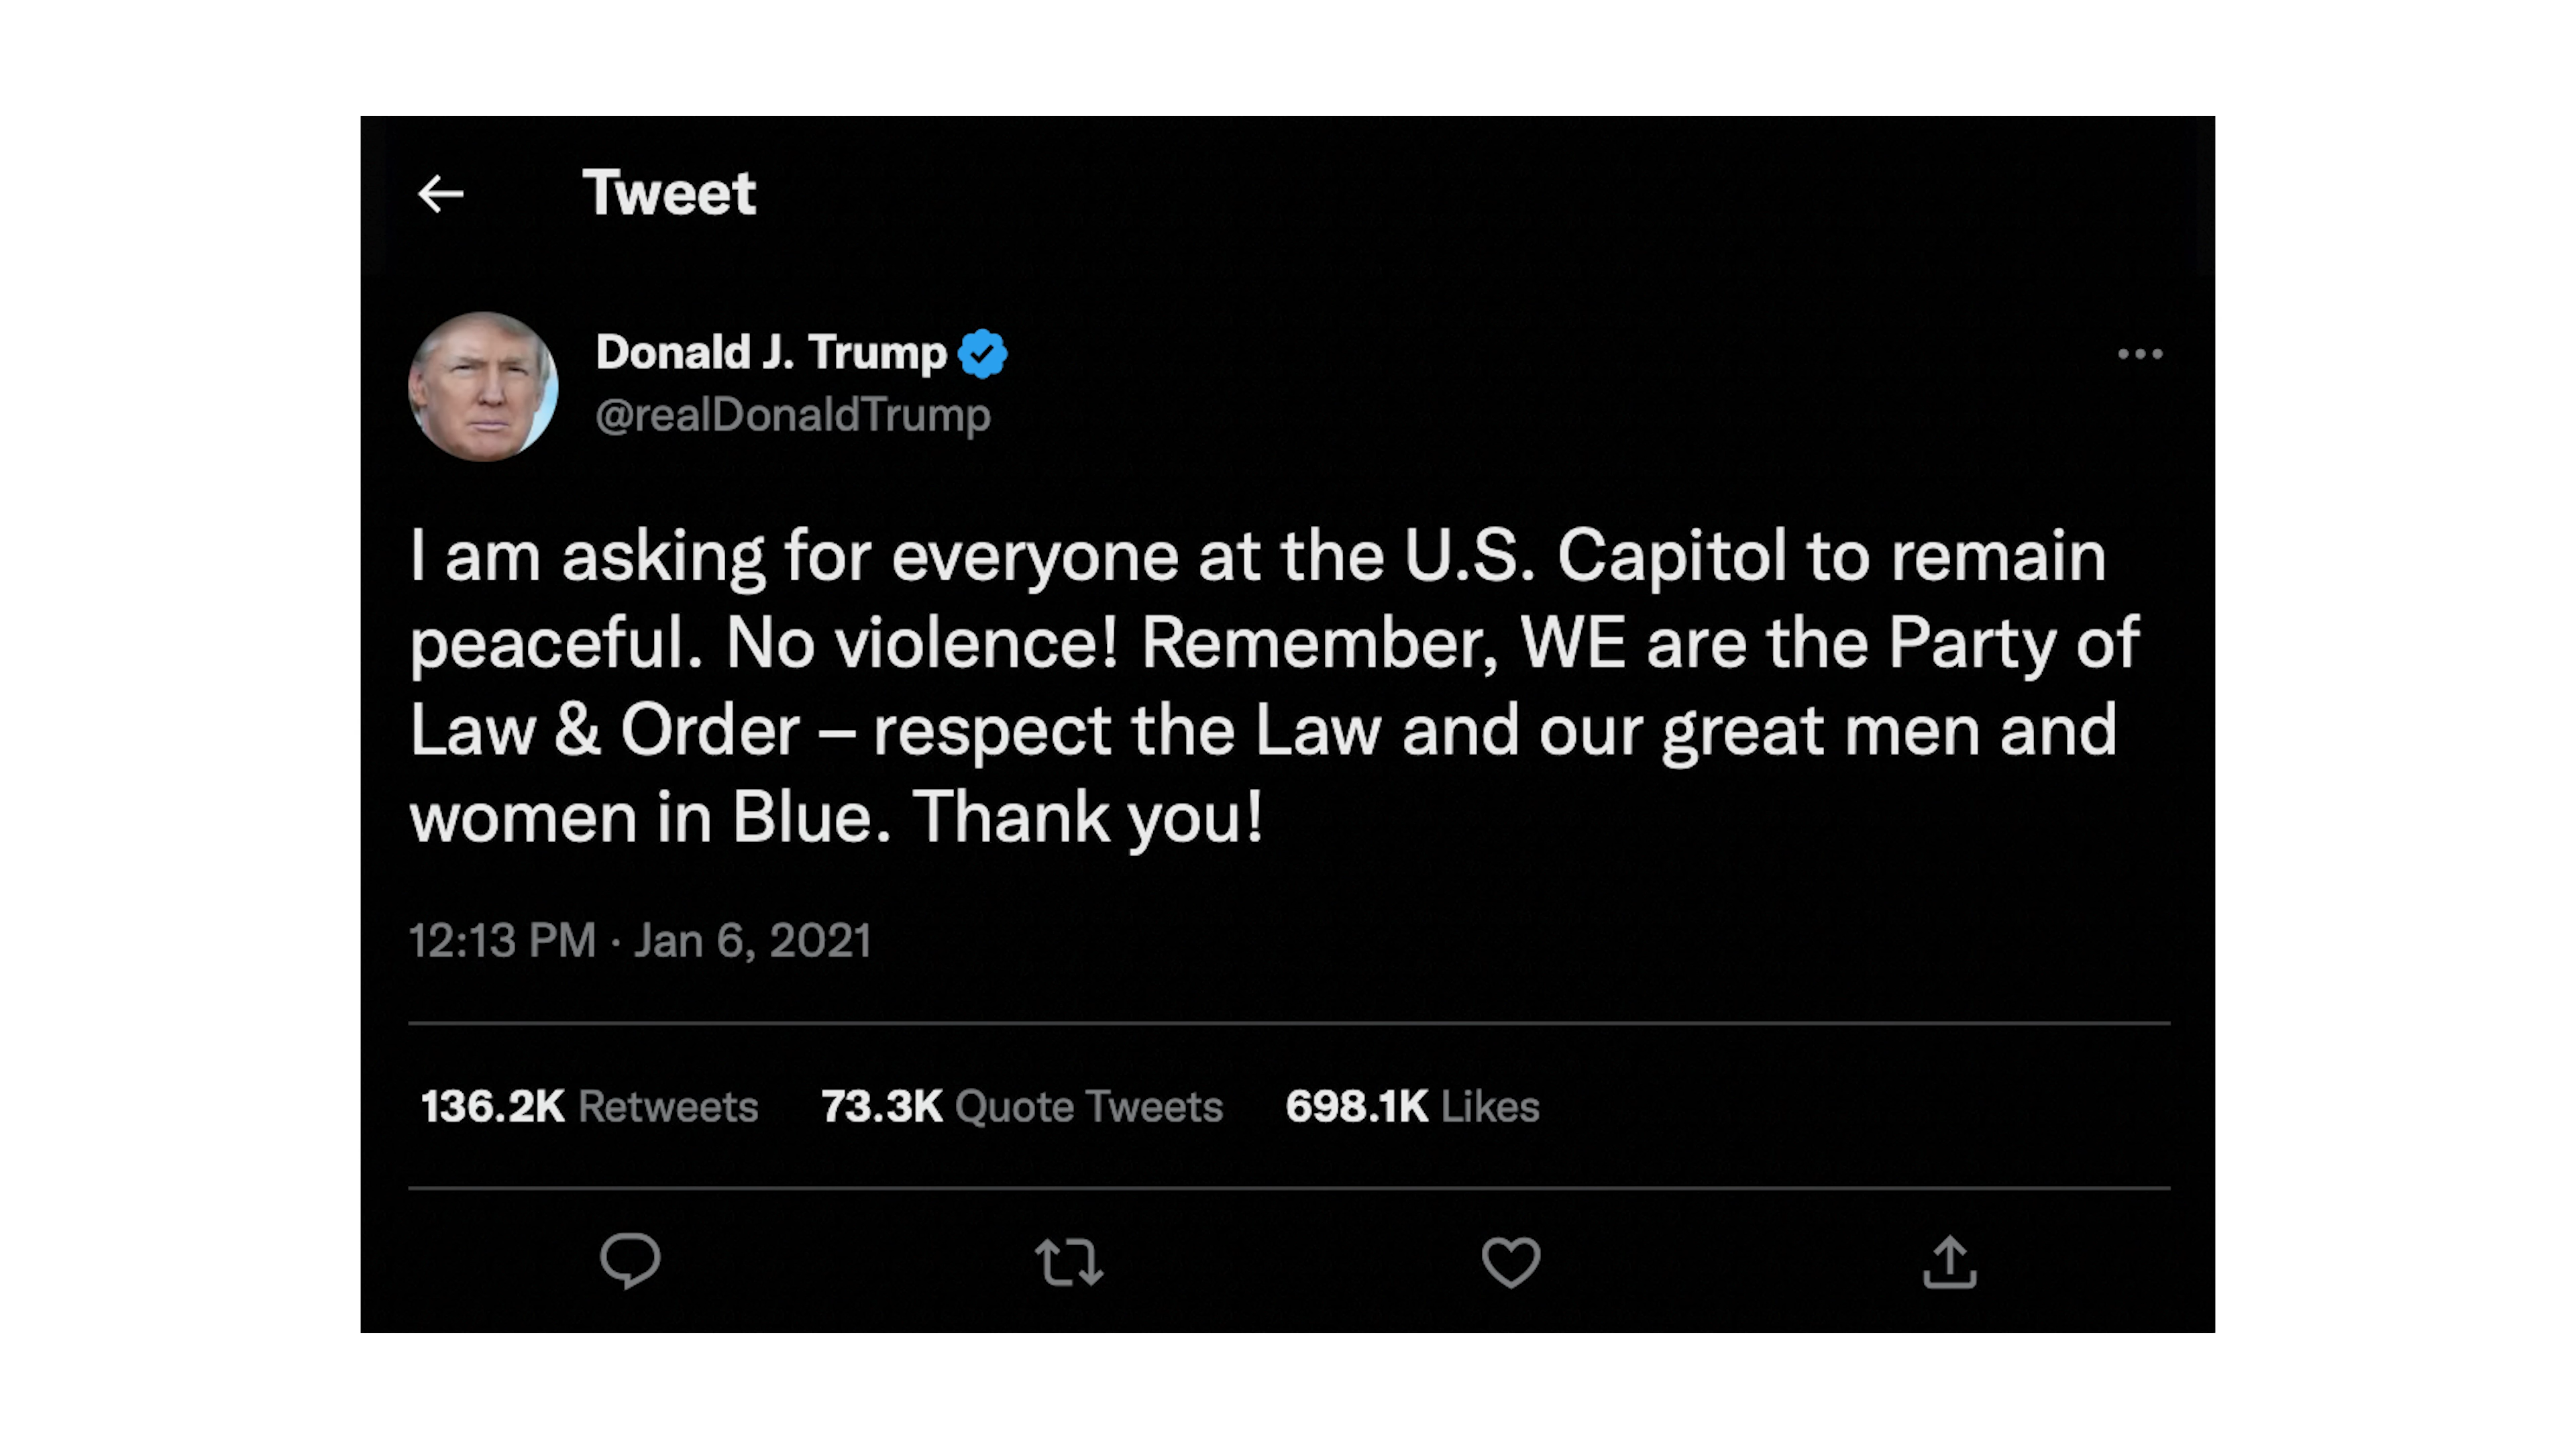 Tweet
Donald J. Trump
@realDonaldTrump
I am asking for everyone at the U.S. Capitol to remain
peaceful. No violence! Remember, WE are the Party of
Law & Order – respect the Law and our great men and
women in Blue. Thank you!
12:13 PM · Jan 6, 2021
136.2K Retweets 73.3K Quote Tweets 698.1K Likes